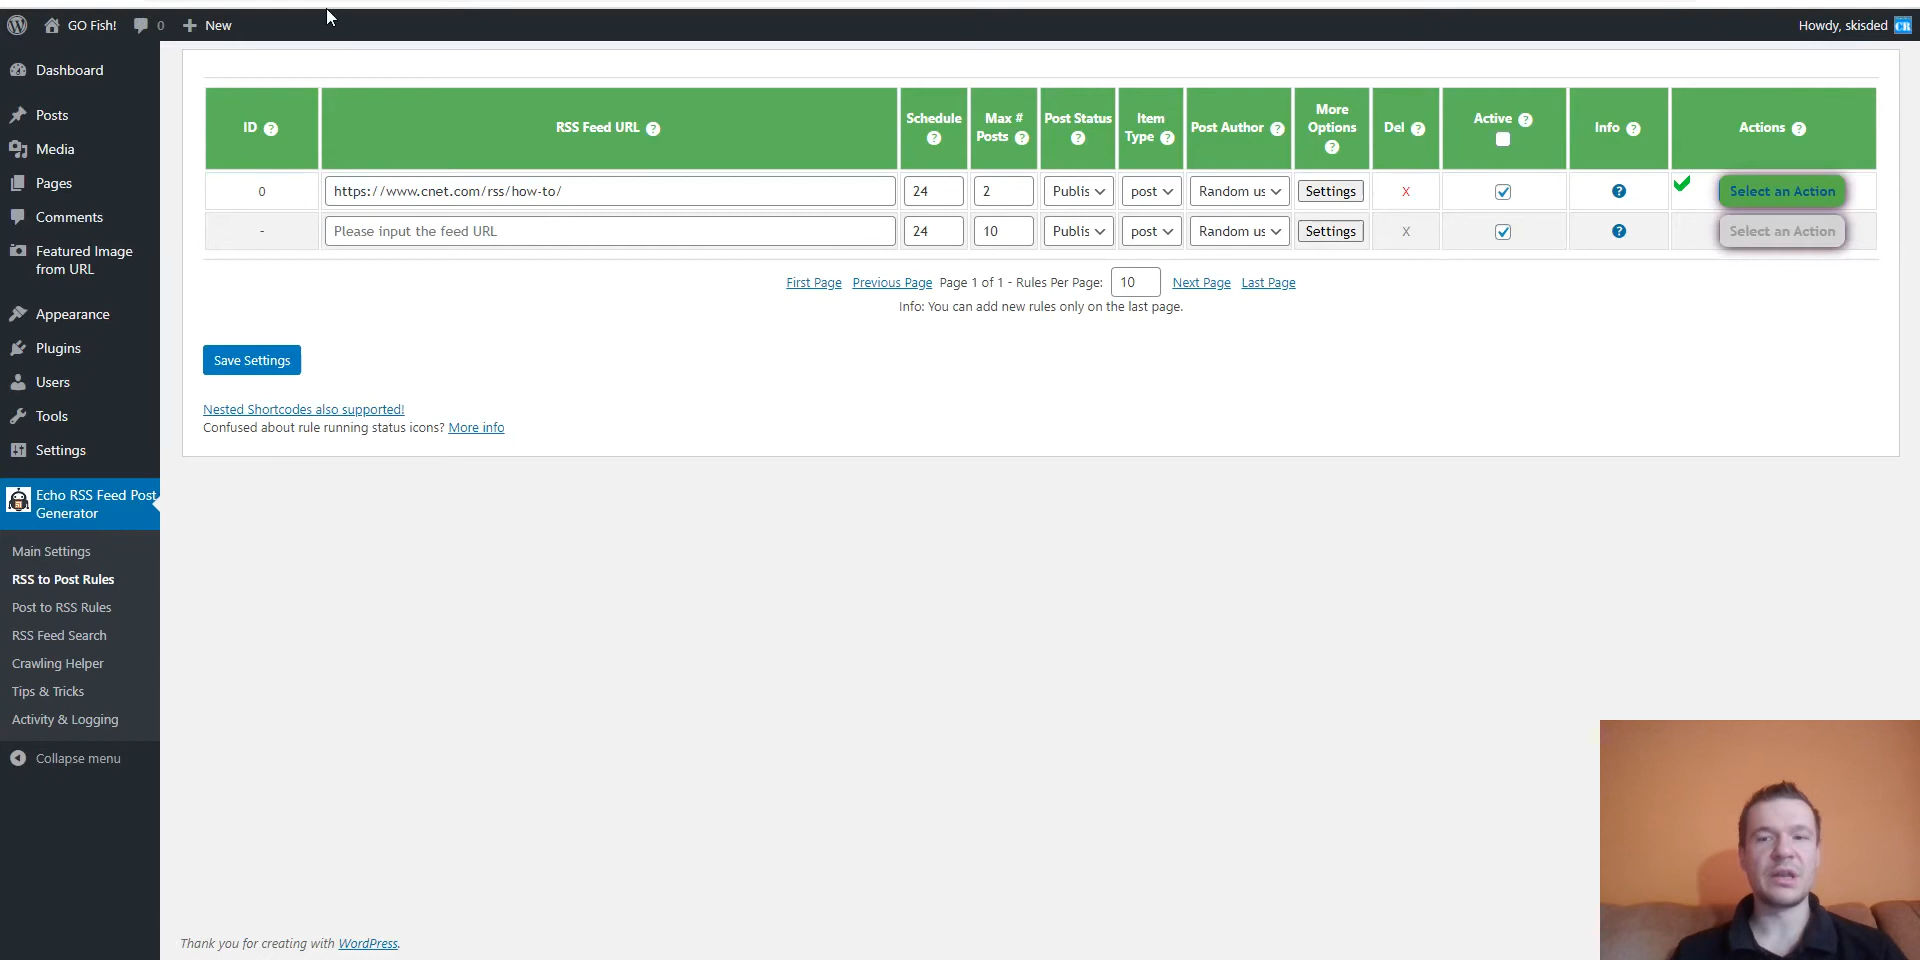 GO Fish!
0
New
Howdy, skisded
Dashboard
Posts
Media
Pages
Comments
Featured Image
from URL
Appearance
Plugins
Users
Tools
Settings
Echo RSS Feed Post
Generator
Main Settings
RSS to Post Rules
Post to RSS Rules
RSS Feed Search
Crawling Helper
Tips & Tricks
Activity & Logging
Collapse menu
ID ? RSS Feed URL ? Schedule ? Max # Posts ? Post Status ? Item Type ? Post Author ? More Options ? Del ? Active ? Info ? Actions ?
0 https://www.cnet.com/rss/how-to/ 24 2 Publis post Random us Settings X ? Select an Action
- Please input the feed URL 24 10 Publis post Random us Settings X ? Select an Action
First Page Previous Page Page 1 of 1 - Rules Per Page: 10 Next Page Last Page
Info: You can add new rules only on the last page.
Save Settings
Nested Shortcodes also supported!
Confused about rule running status icons? More info
Thank you for creating with WordPress.